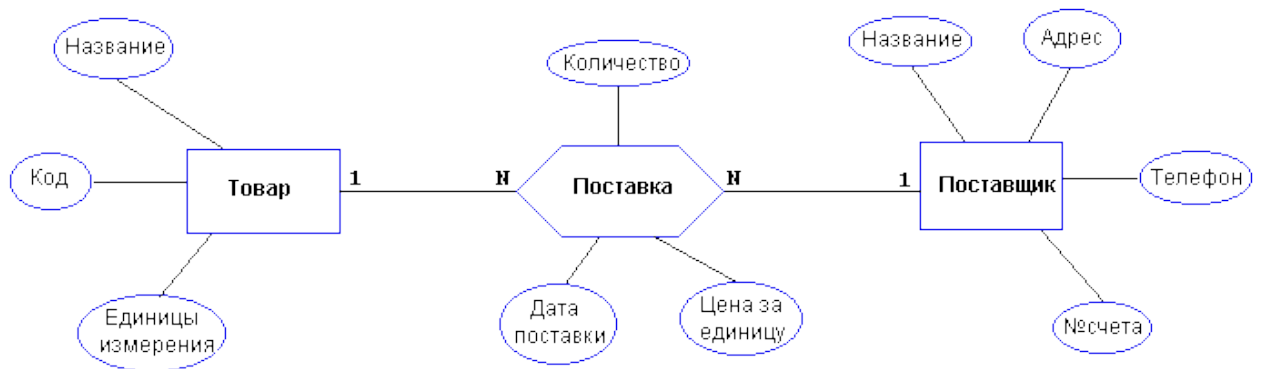 Название
Количество
Название
Адрес
Код
Товар
1
N
Поставка
N
1
Поставщик
Телефон
Единицы
измерения
Дата
поставки
Цена за
единицу
№счета